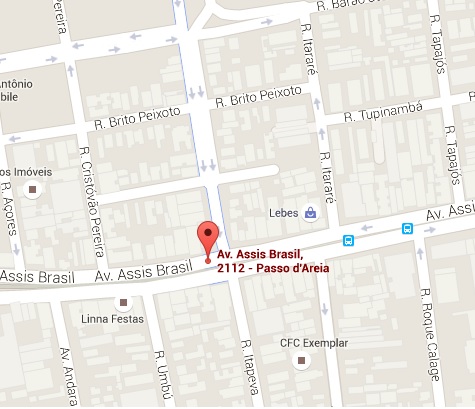 Pereira
R. Itararé
R. Barão
R. Tapajós
Antônio
bile
R. Brito Peixoto
R. Brito Peixoto
R. Tupinambá
os Imóveis
R. Cristóvão Pereira
R. Itararé
R. Tapajós
R. Açores
Lebes
Av. Assi
Av. Assis Brasil,
2112 - Passo d'Areia
Assis Brasil
Av. Assis Brasil
Linna Festas
CFC Exemplar
Av. Andara
R. Umbú
R. Itapeva
R. Roque Calage